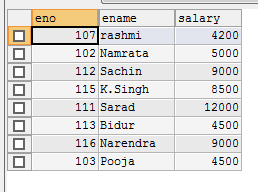 eno ename salary
107 rashmi 4200
102 Namrata 5000
112 Sachin 9000
115 K.Singh 8500
111 Sarad 12000
113 Bidur 4500
116 Narendra 9000
103 Pooja 4500